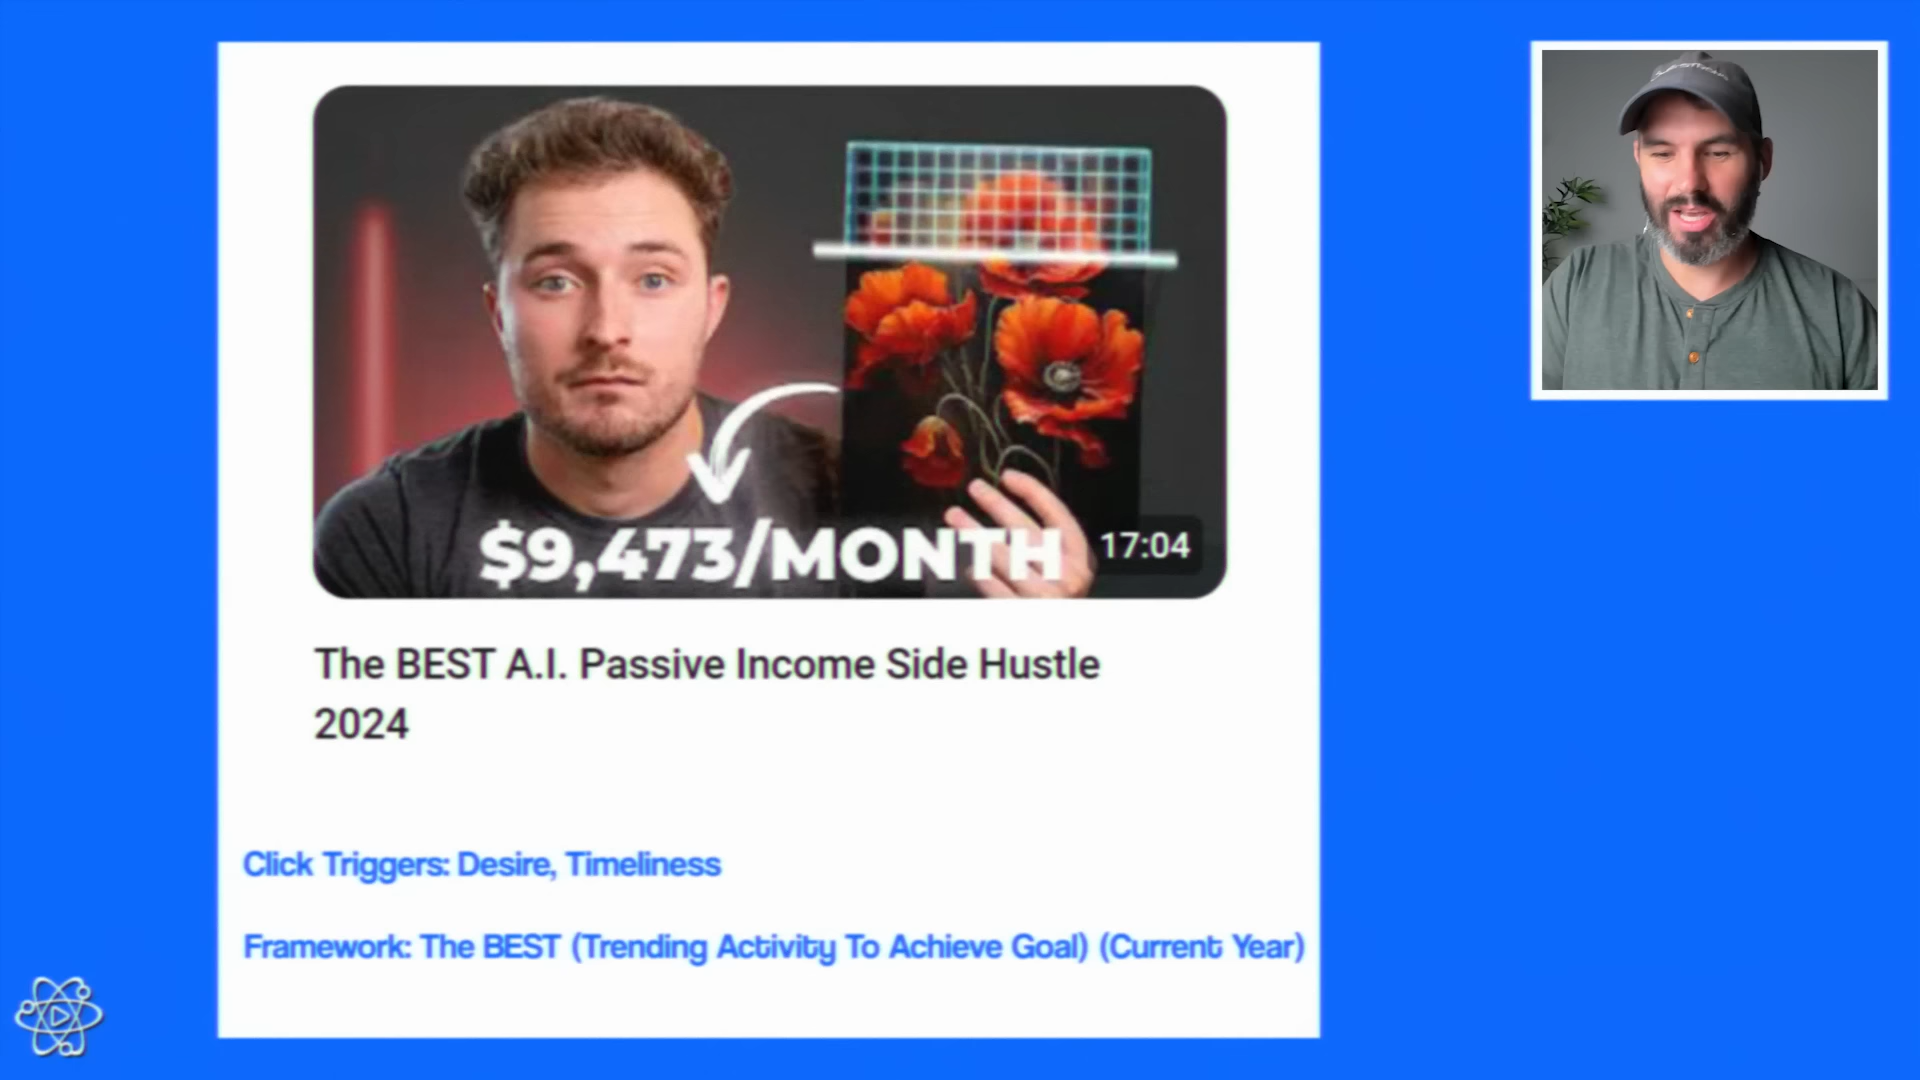 $9,473/MONTH
17:04
The BEST A.I. Passive Income Side Hustle
2024
Click Triggers: Desire, Timeliness
Framework: The BEST (Trending Activity To Achieve Goal) (Current Year)